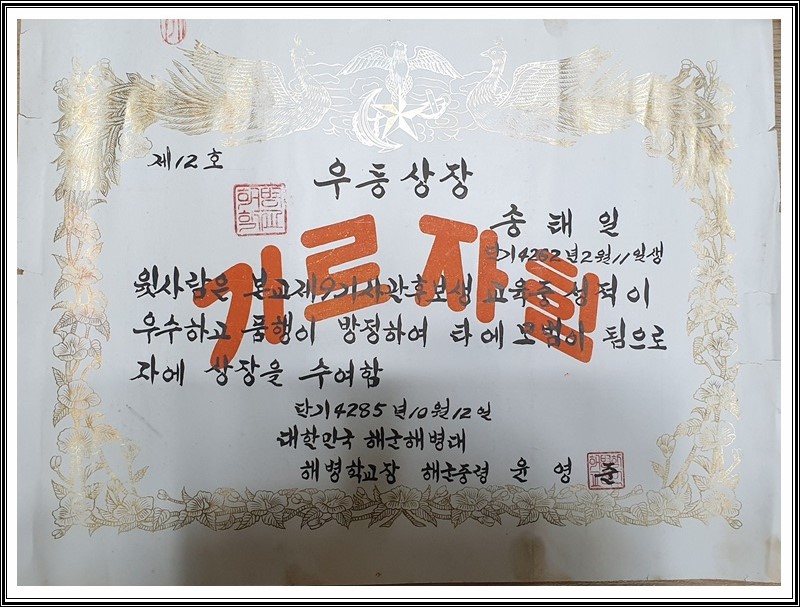 제12호
우등상장
송태일
단기4262년2월11일생
기르자힘
윗사람은 본교제9기사관후보생 교육중 성적이
우수하고 품행이 방정하여 타에 모범이 됨으로
자에 상장을 수여함
단기4285년10월12일
대한민국 해군해병대
해병학교장 해군중령 윤영준